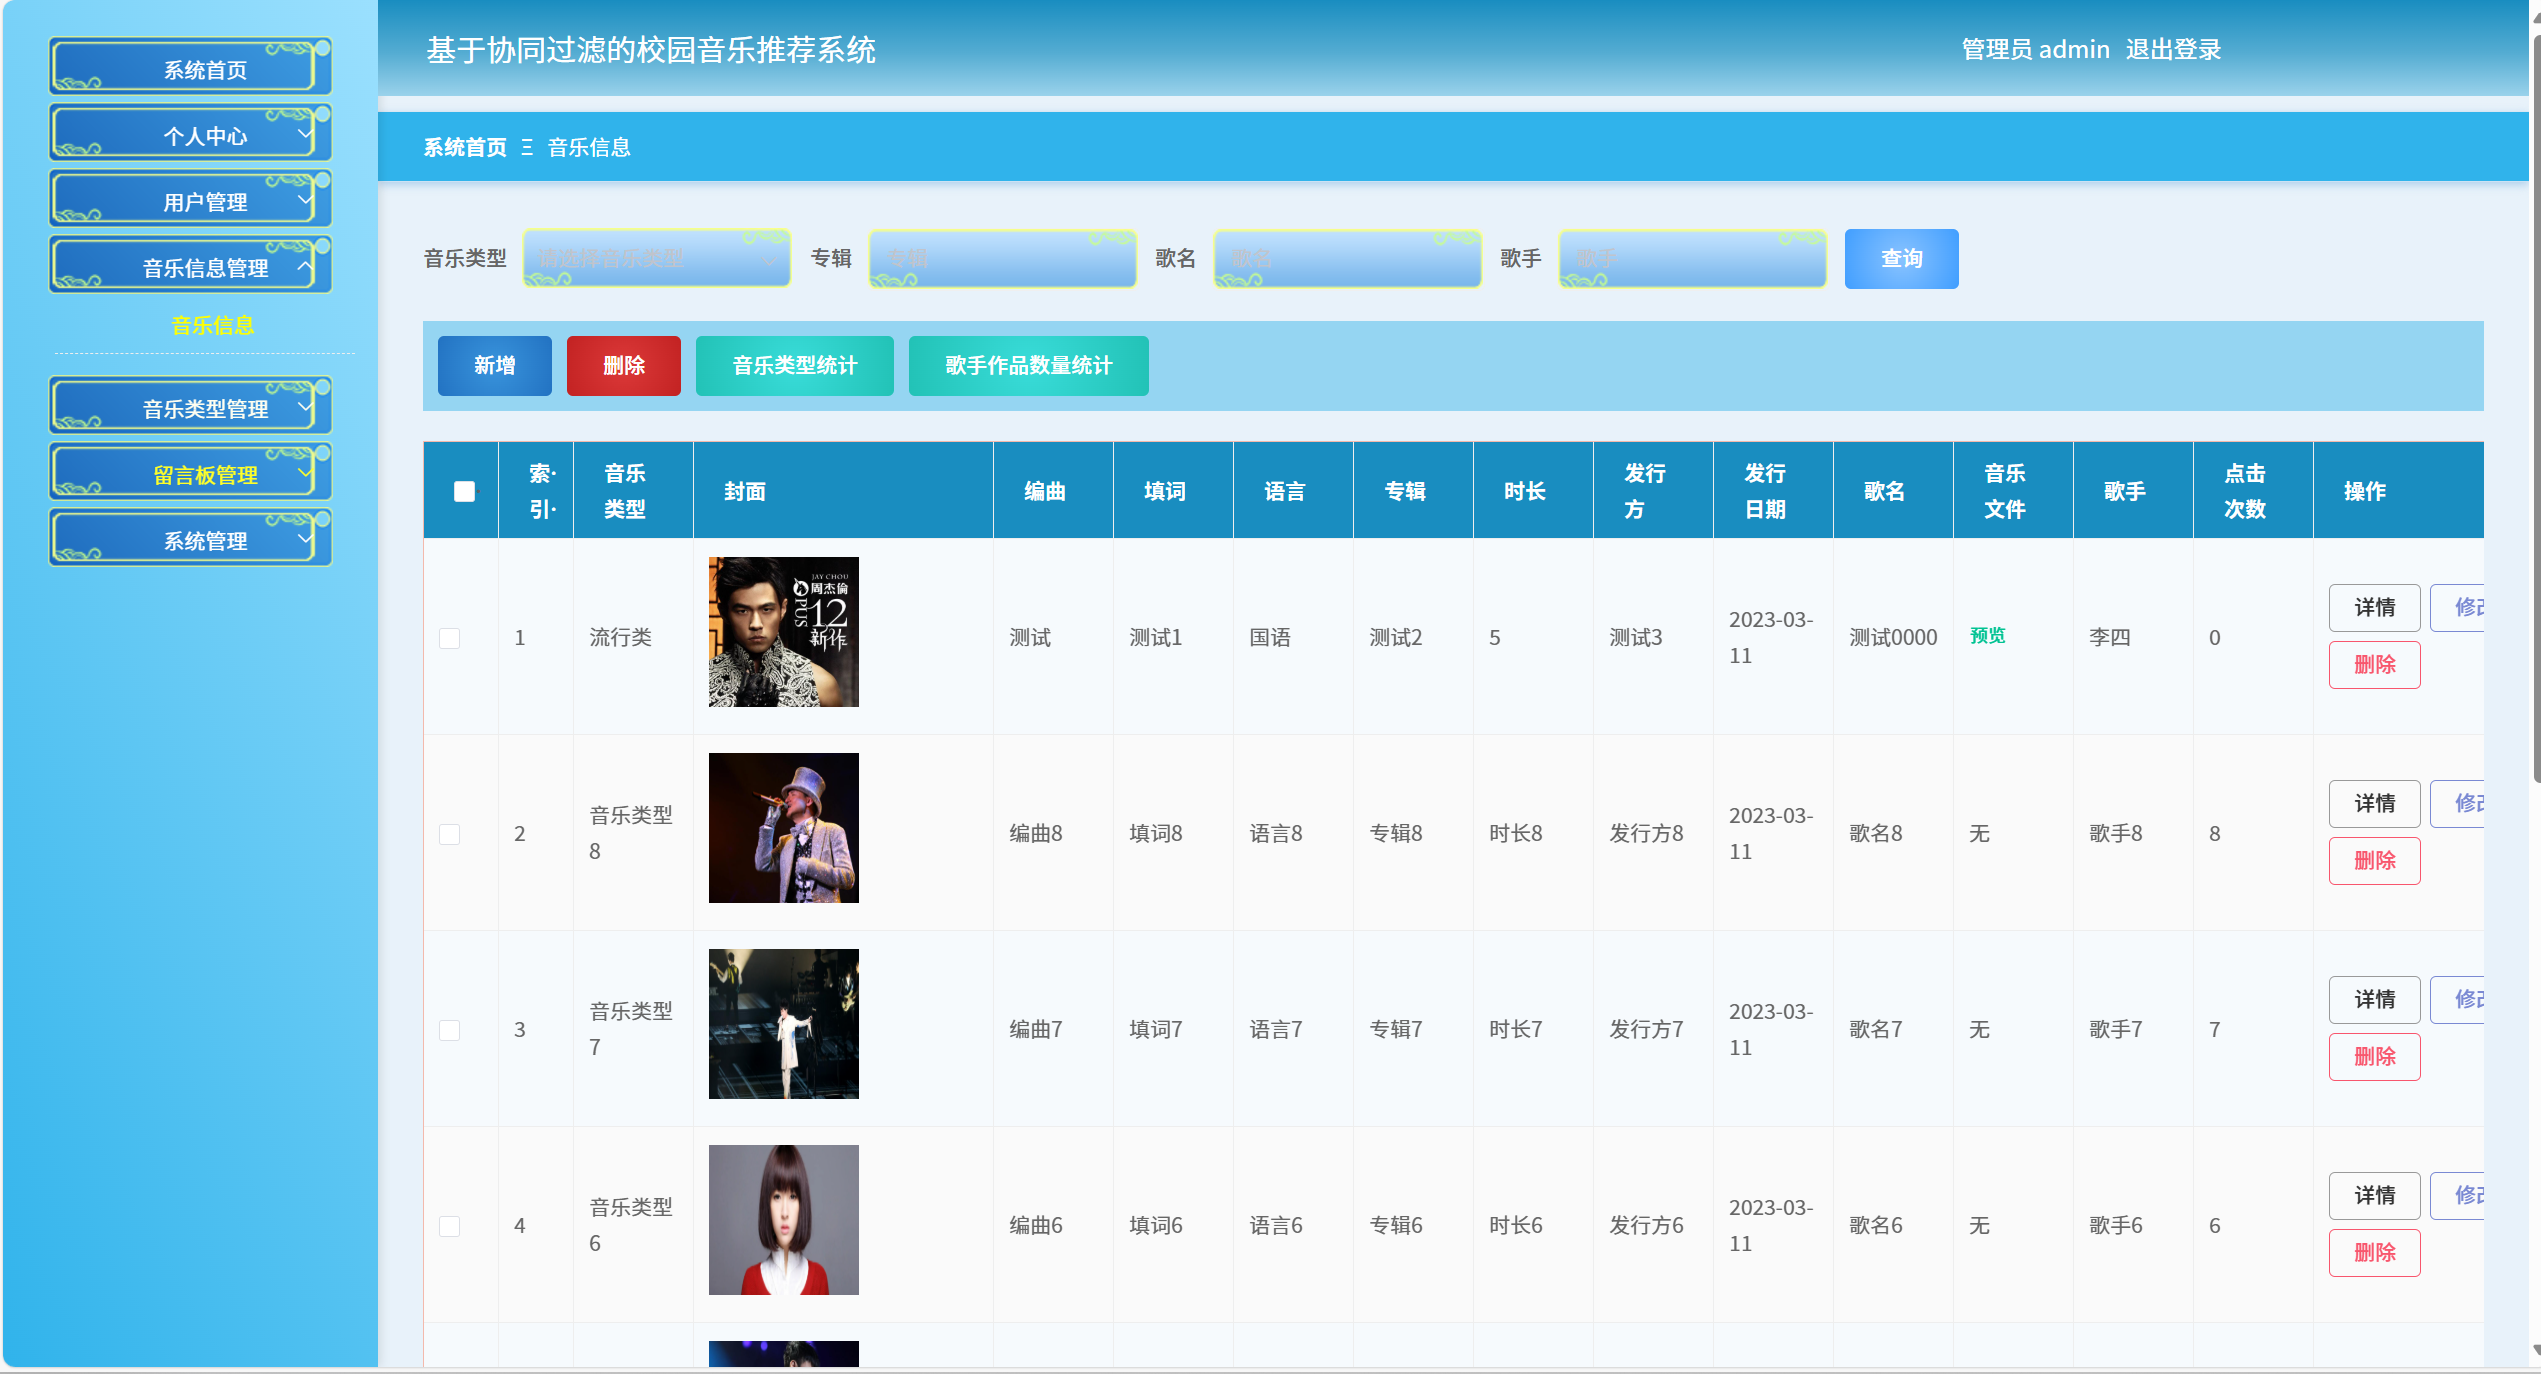 系统首页
个人中心
用户管理
音乐信息管理
音乐信息
音乐类型管理
留言板管理
系统管理
基于协同过滤的校园音乐推荐系统
管理员 admin 退出登录
系统首页 Ξ 音乐信息
音乐类型 请选择音乐类型 专辑 专辑 歌名 歌名 歌手 歌手 查询
新增 删除 音乐类型统计 歌手作品数量统计
索引 音乐类型 封面 编曲 填词 语言 专辑 时长 发行方 发行日期 歌名 音乐文件 歌手 点击次数 操作
JAY CHOU
周杰倫
OPUS 12
新作
1 流行类 测试 测试1 国语 测试2 5 测试3 2023-03-11 测试0000 预览 李四 0 详情 修
删除
2 音乐类型8 编曲8 填词8 语言8 专辑8 时长8 发行方8 2023-03-11 歌名8 无 歌手8 8 详情 修
删除
3 音乐类型7 编曲7 填词7 语言7 专辑7 时长7 发行方7 2023-03-11 歌名7 无 歌手7 7 详情 修
删除
4 音乐类型6 编曲6 填词6 语言6 专辑6 时长6 发行方6 2023-03-11 歌名6 无 歌手6 6 详情 修
删除